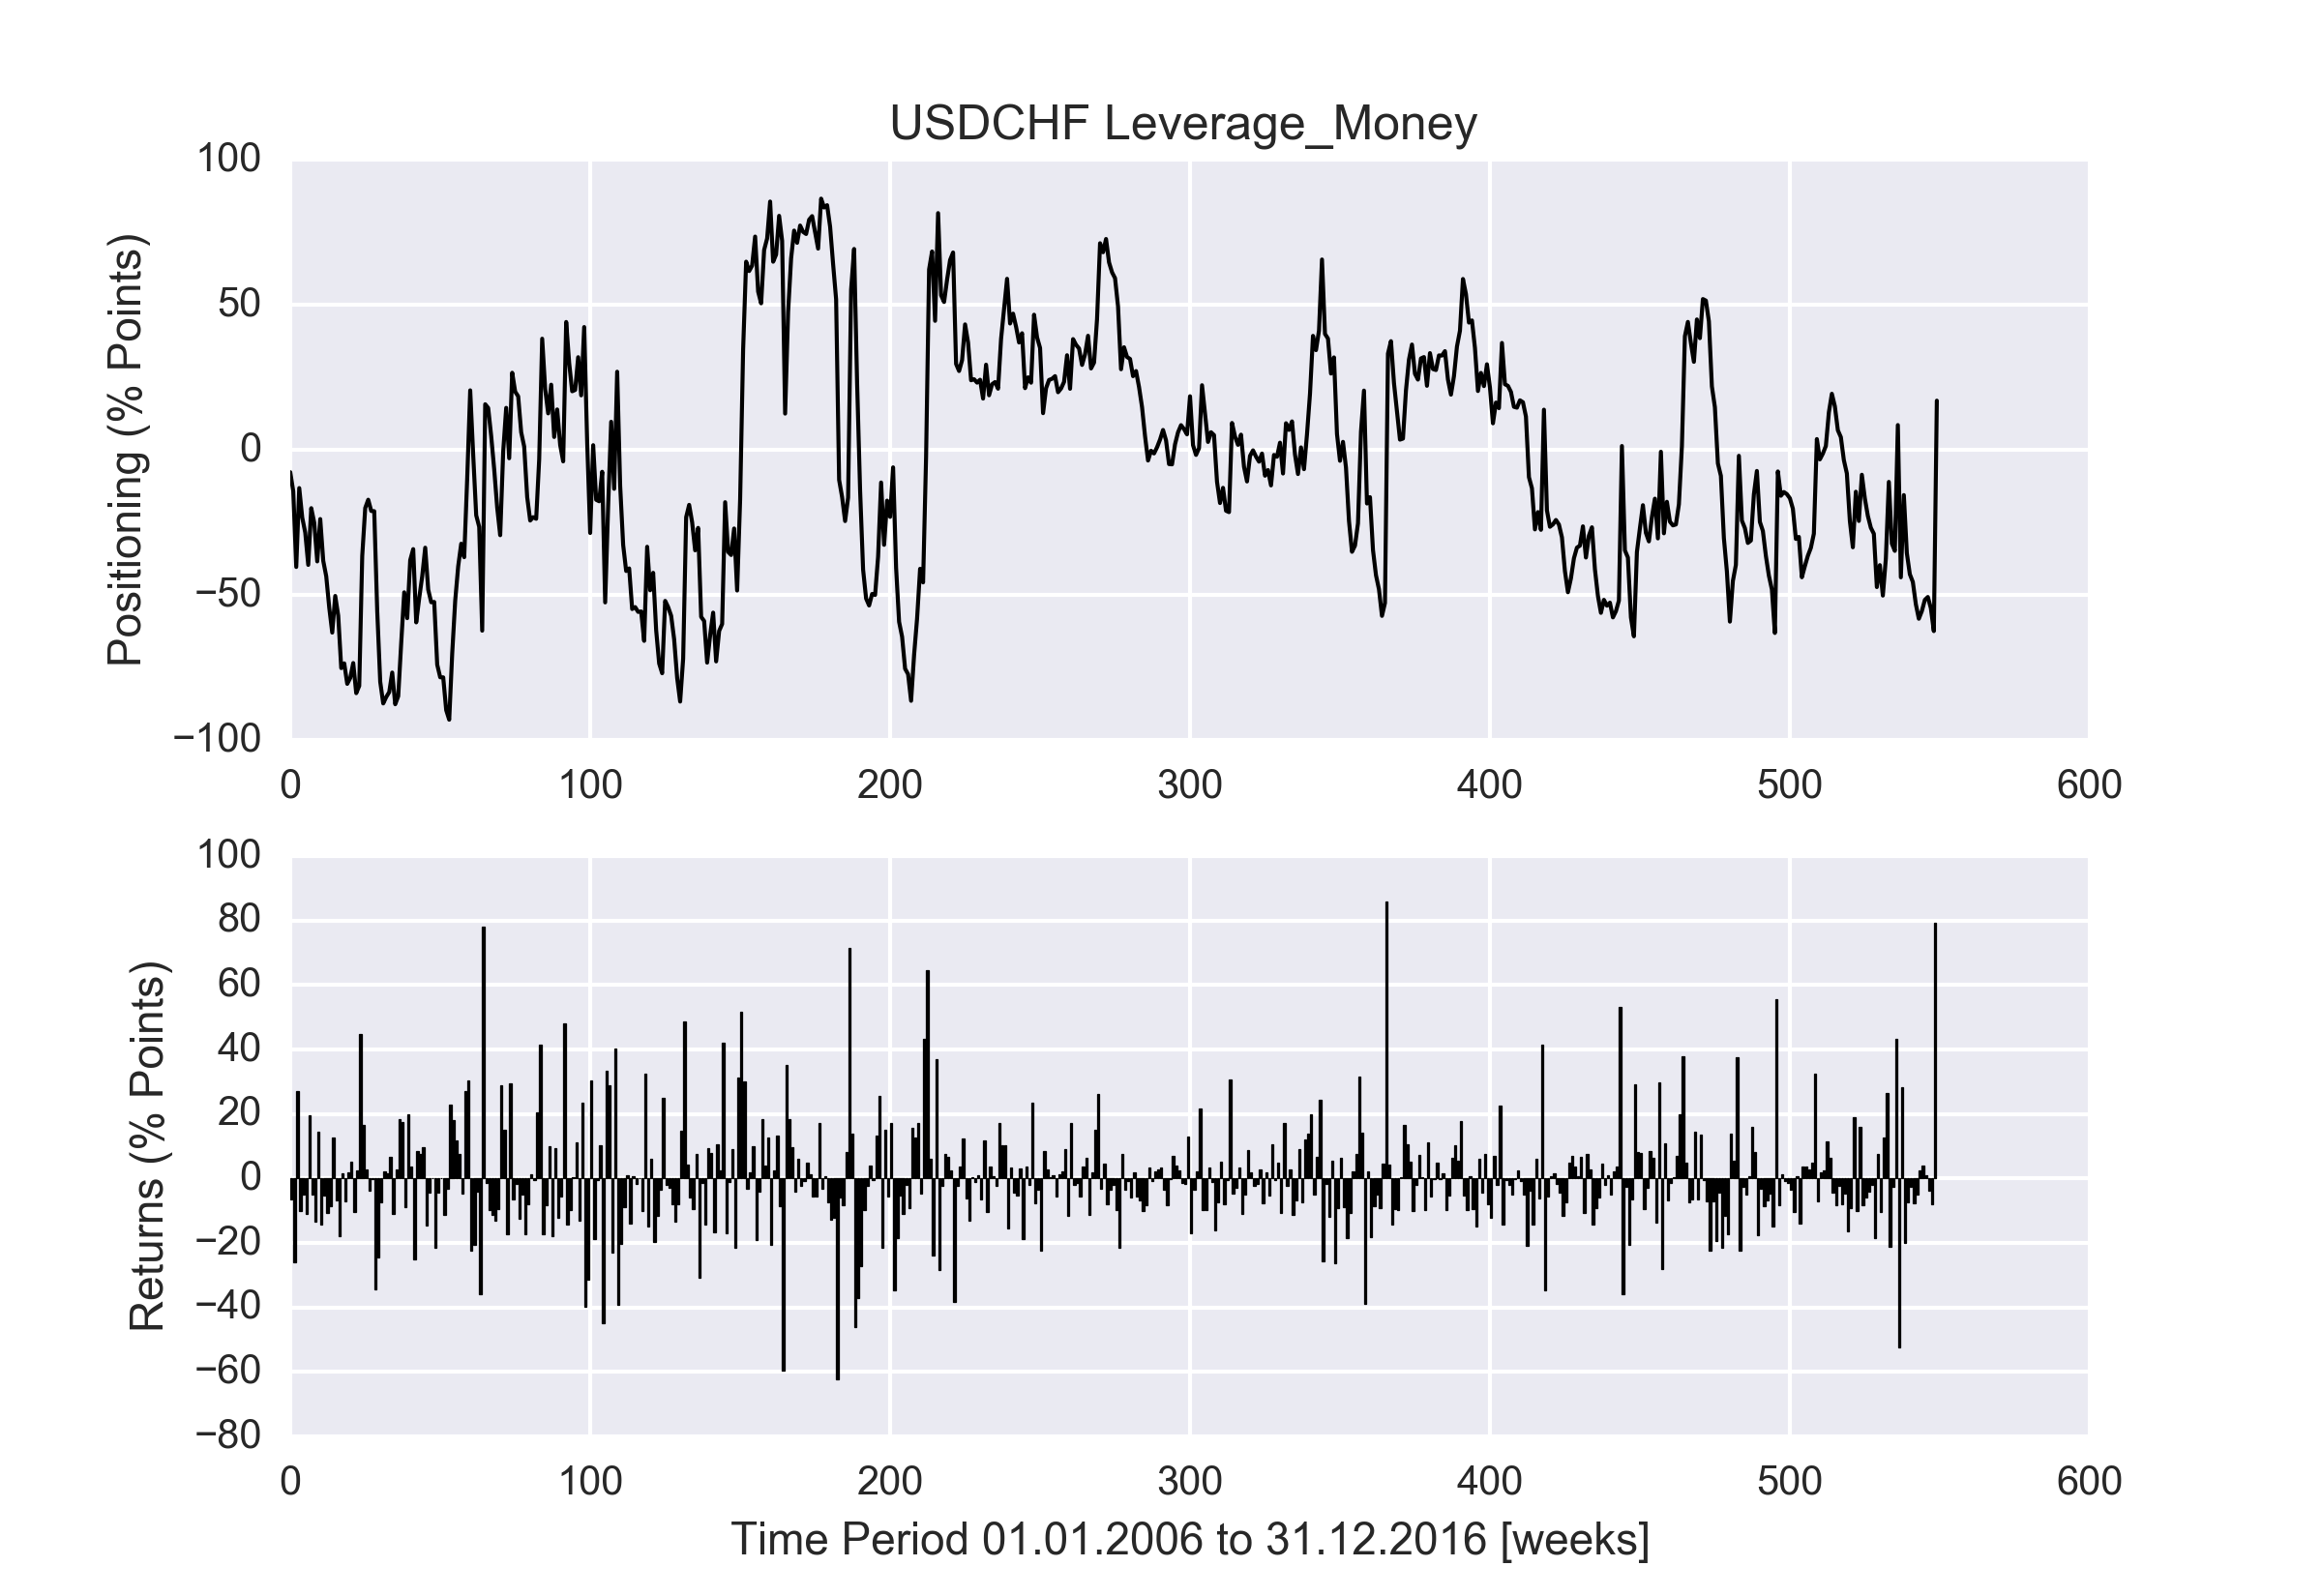 USDCHF Leverage_Money
Positioning (% Points)
100
50
0
−50
−100
0 100 200 300 400 500 600
Returns (% Points)
100
80
60
40
20
0
−20
−40
−60
−80
0 100 200 300 400 500 600
Time Period 01.01.2006 to 31.12.2016 [weeks]